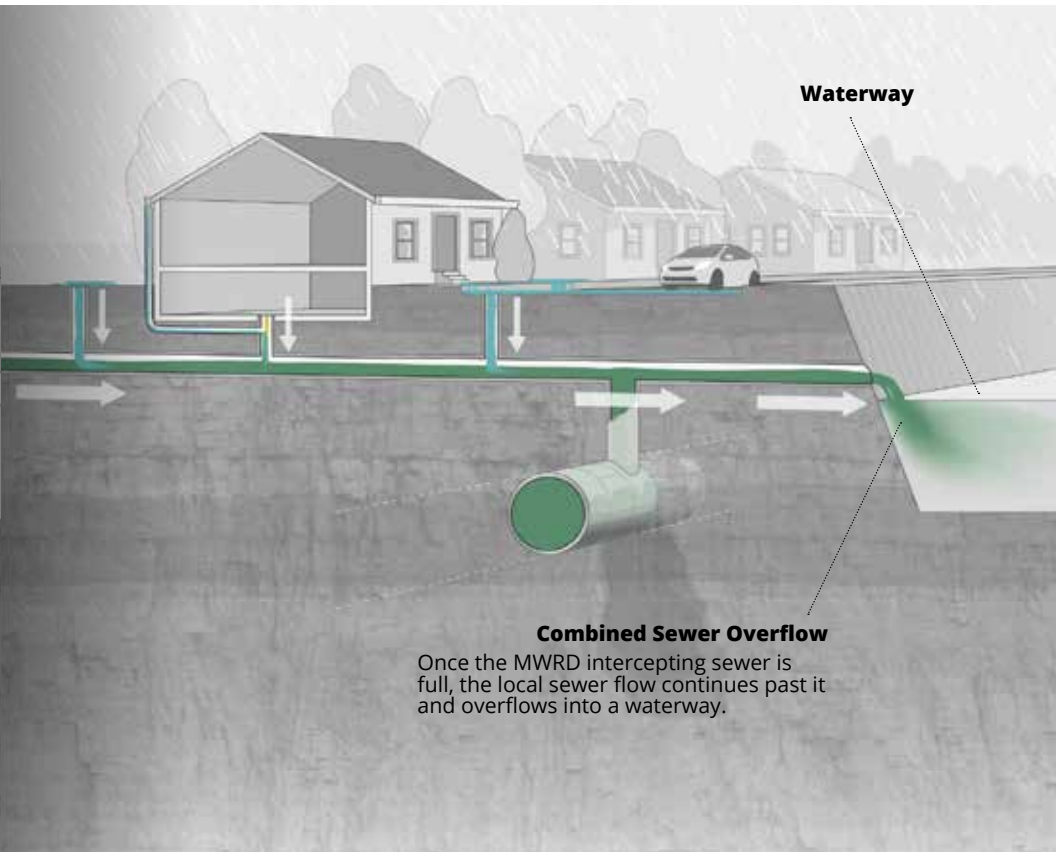 Waterway
Combined Sewer Overflow
Once the MWRD intercepting sewer is
full, the local sewer flow continues past it
and overflows into a waterway.